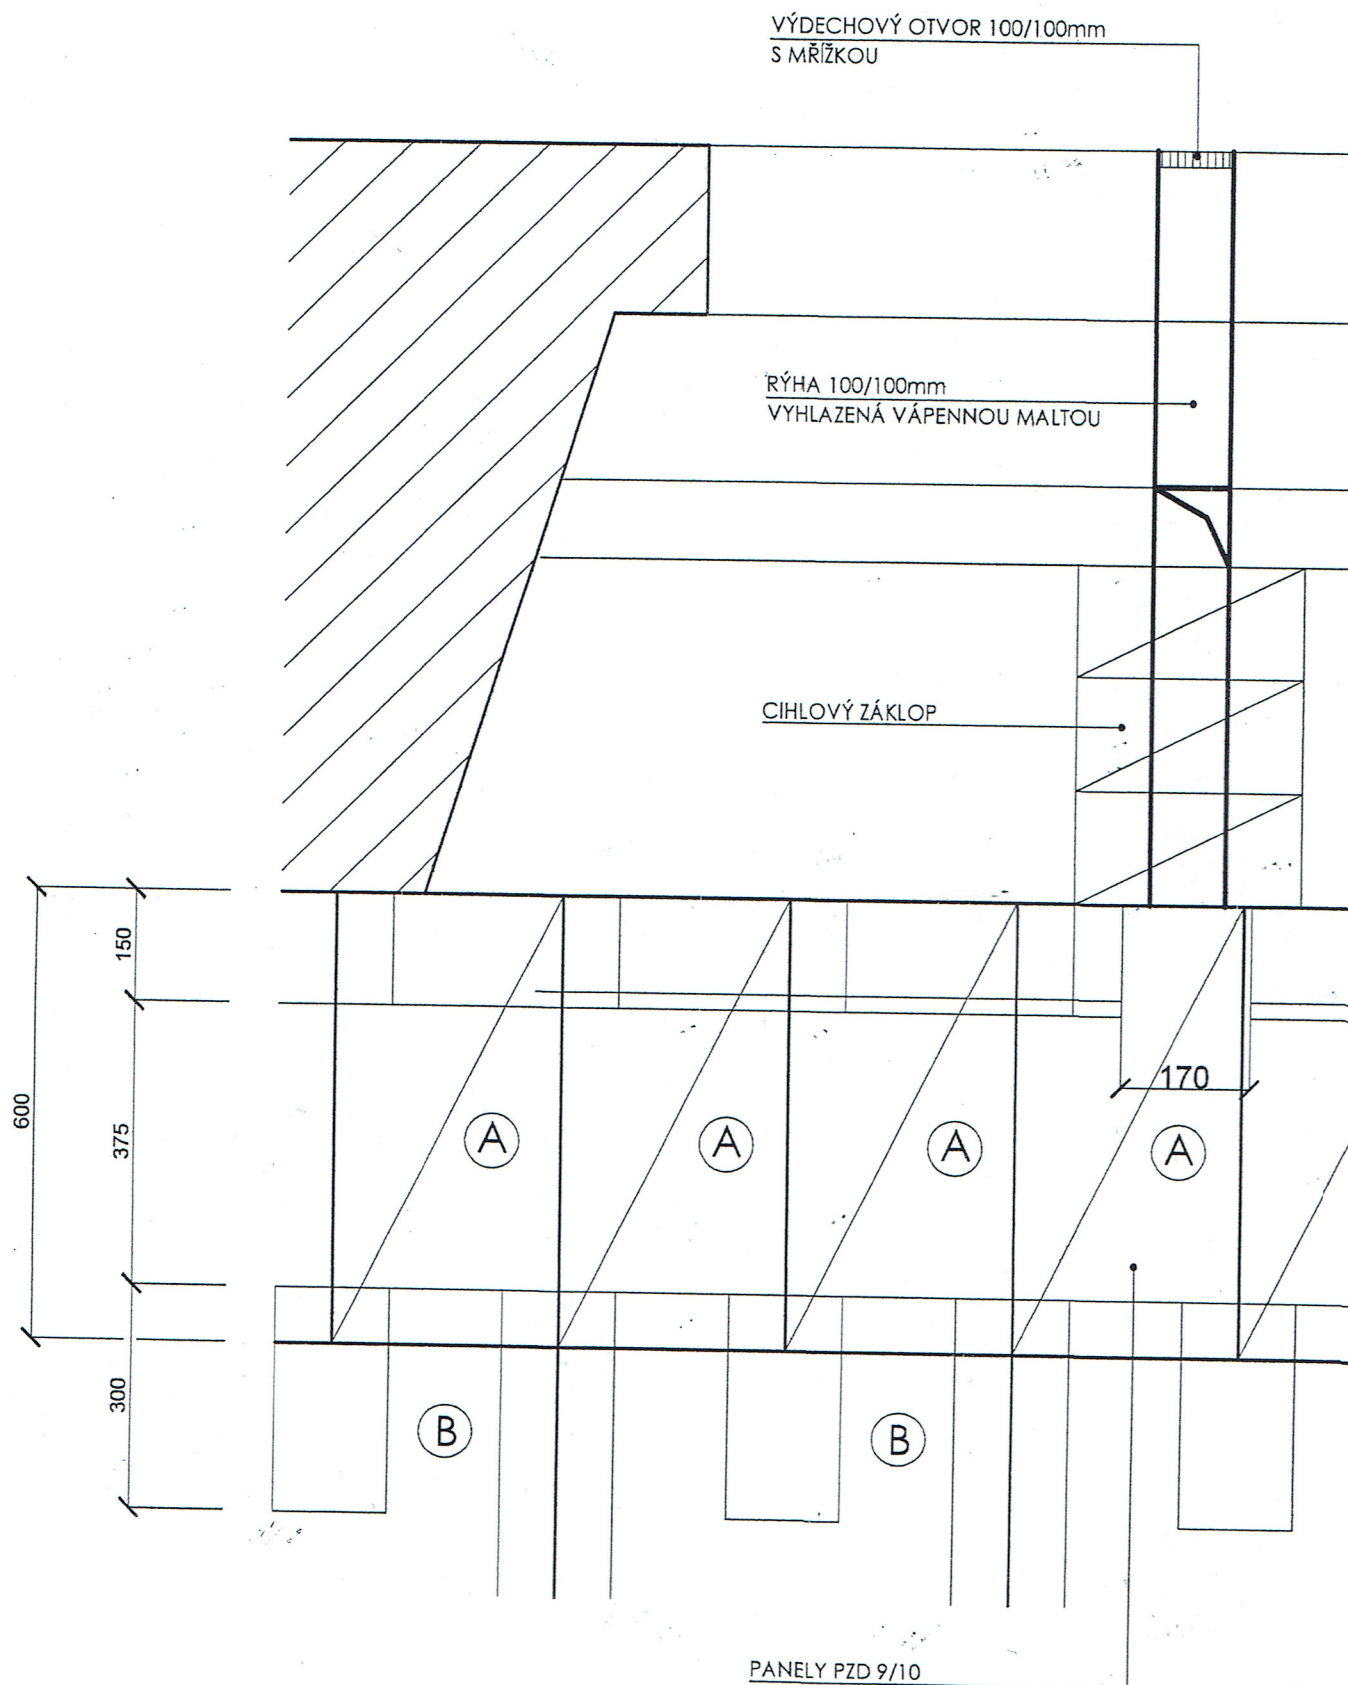 VÝDECHOVÝ OTVOR 100/100mm
S MŘÍŽKOU
RÝHA 100/100mm
VYHLAZENÁ VÁPENNOU MALTOU
CIHLOVÝ ZÁKLOP
150
600
375
170
A
A
A
A
300
B
B
PANELY PZD 9/10